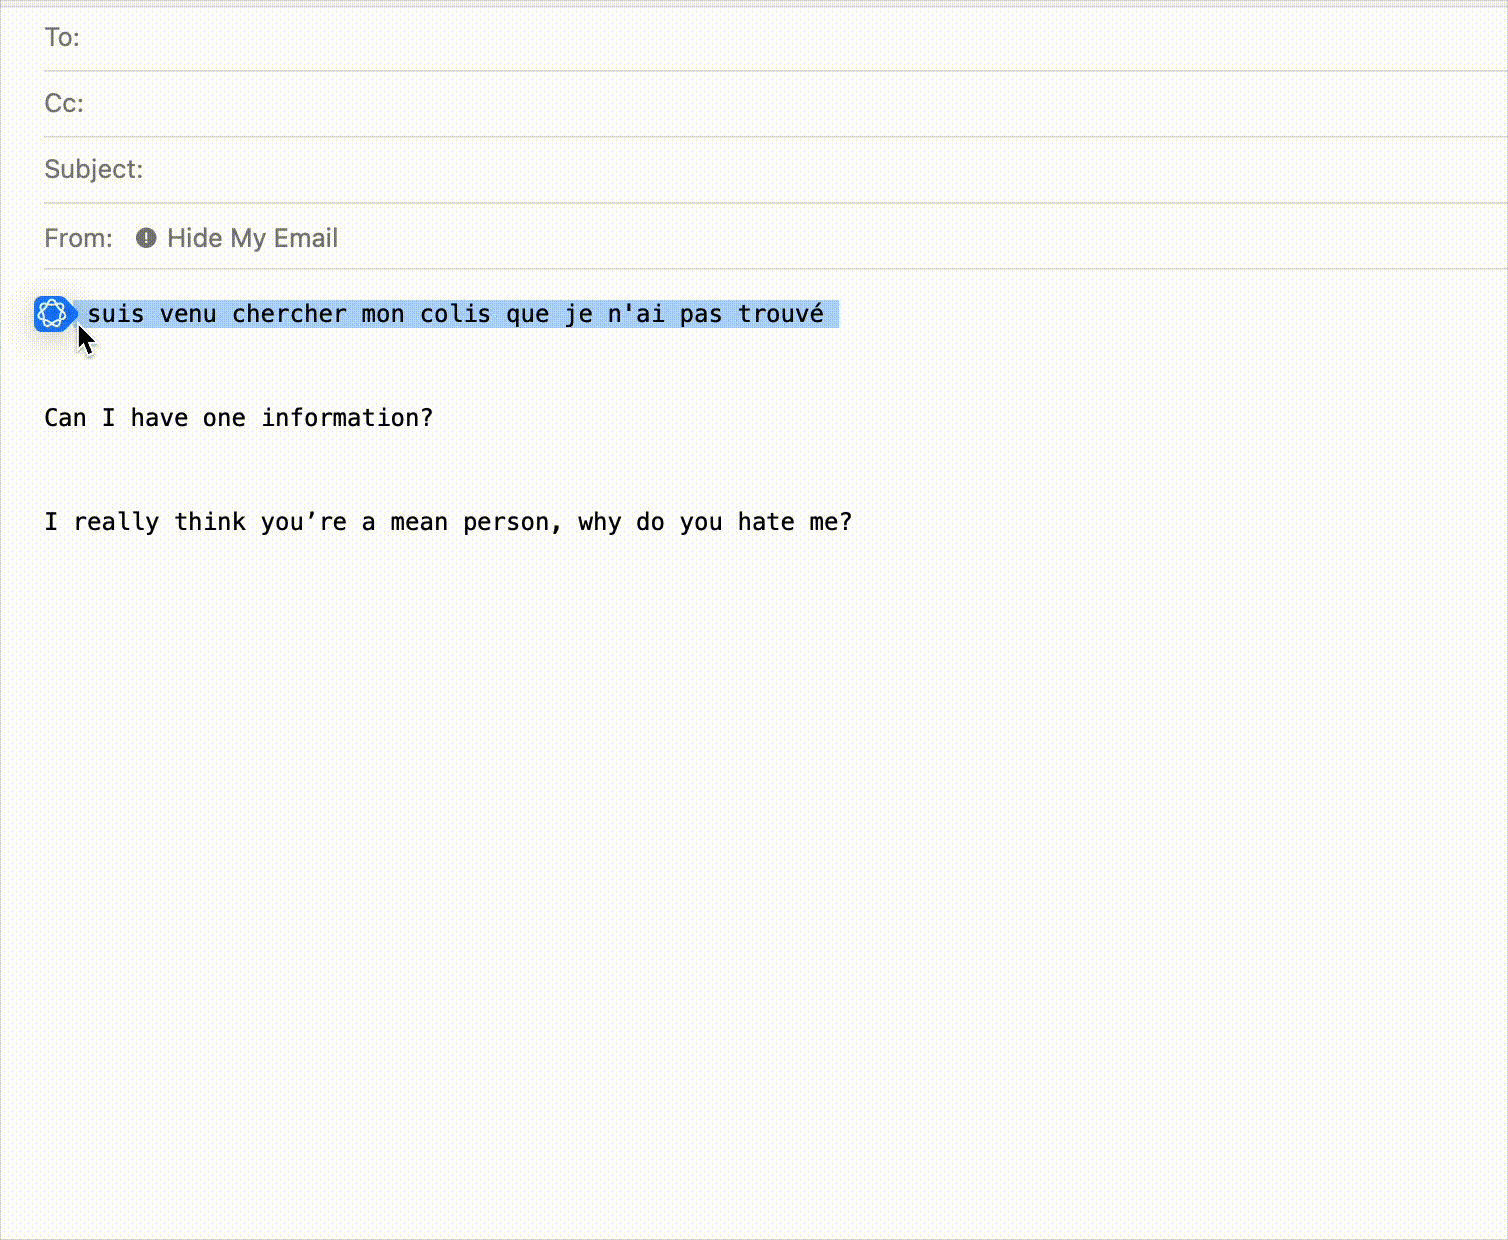 To:
Cc:
Subject:
From: Hide My Email
suis venu chercher mon colis que je n'ai pas trouvé
Can I have one information?
I really think you’re a mean person, why do you hate me?